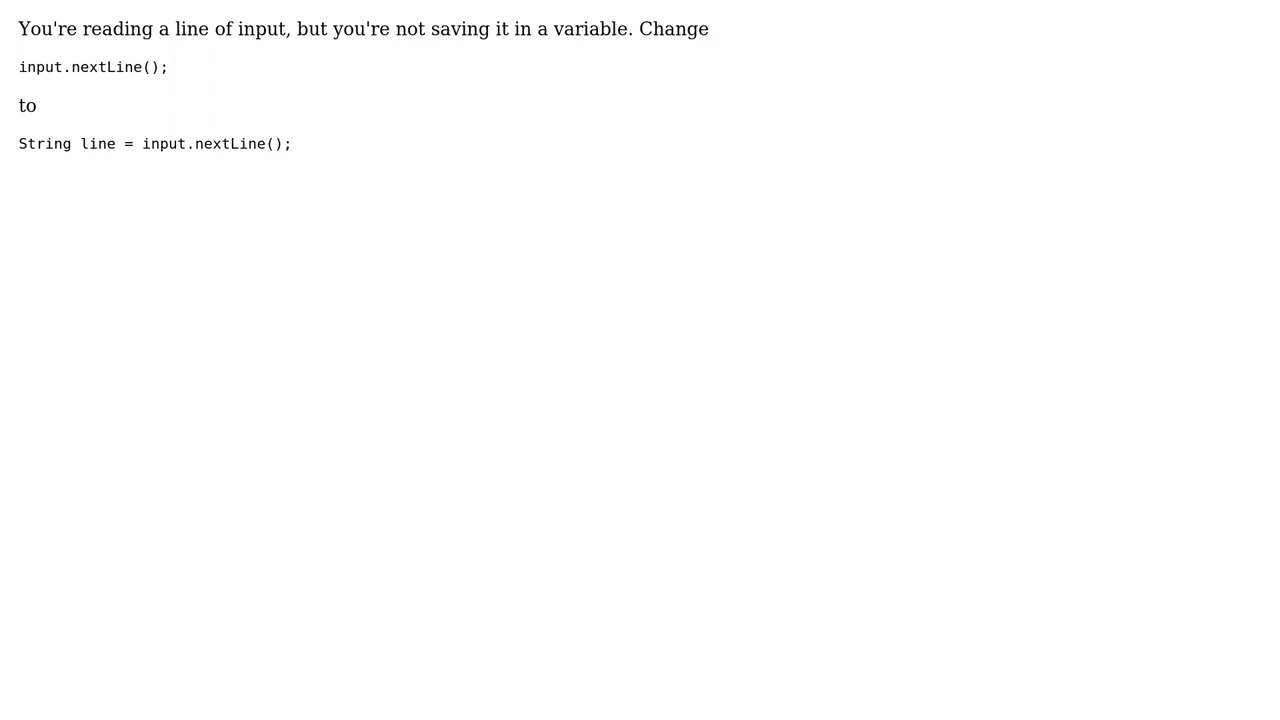 You're reading a line of input, but you're not saving it in a variable. Change
input.nextLine();
to
String line = input.nextLine();